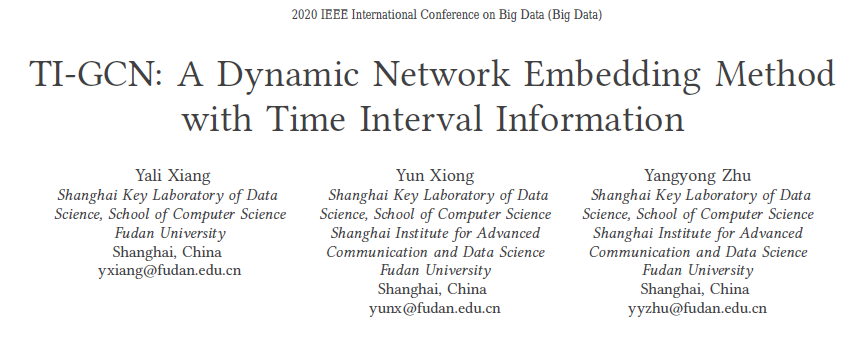 2020 IEEE International Conference on Big Data (Big Data)
TI-GCN: A Dynamic Network Embedding Method
with Time Interval Information
Yali Xiang
Shanghai Key Laboratory of Data
Science, School of Computer Science
Fudan University
Shanghai, China
yxiang@fudan.edu.cn
Yun Xiong
Shanghai Key Laboratory of Data
Science, School of Computer Science
Shanghai Institute for Advanced
Communication and Data Science
Fudan University
Shanghai, China
yunx@fudan.edu.cn
Yangyong Zhu
Shanghai Key Laboratory of Data
Science, School of Computer Science
Shanghai Institute for Advanced
Communication and Data Science
Fudan University
Shanghai, China
yyzhu@fudan.edu.cn